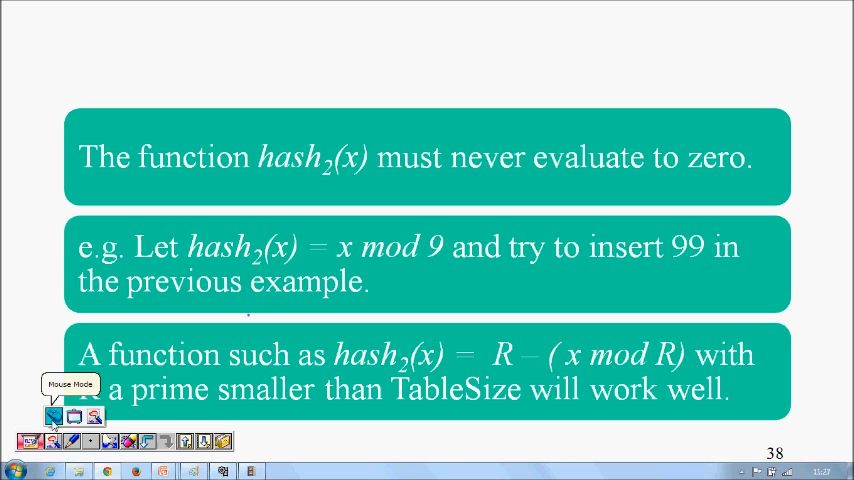 The function hash2(x) must never evaluate to zero.
e.g. Let hash2(x) = x mod 9 and try to insert 99 in
the previous example.
A function such as hash2(x) = R – ( x mod R) with
a prime smaller than TableSize will work well.
Mouse Mode
38
11:27